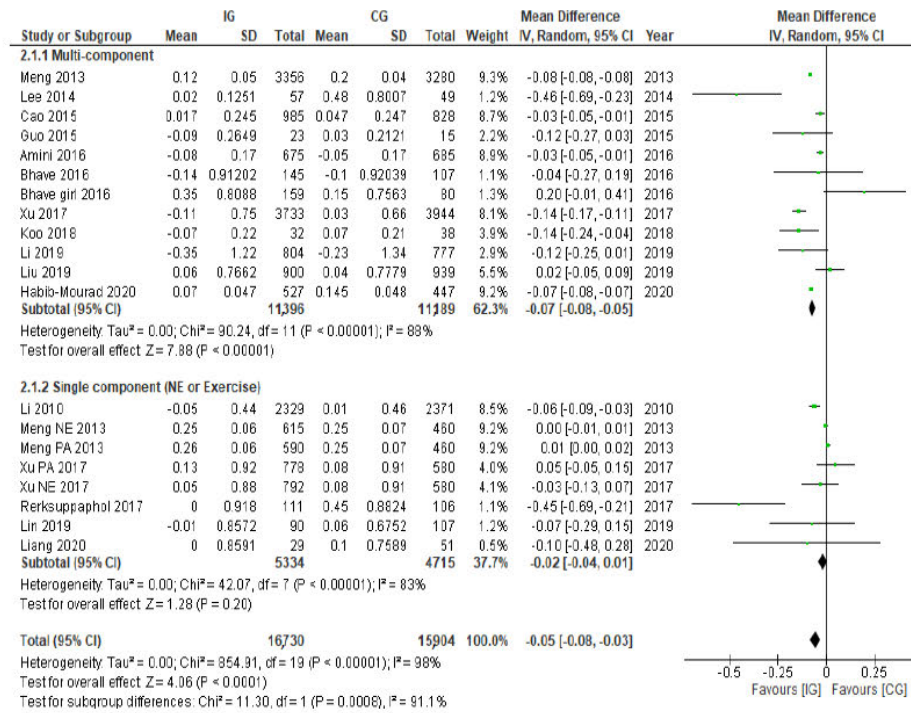 IG CG Mean Difference Mean Difference
Study or Subgroup Mean SD Total Mean SD Total Weight IV, Random, 95% CI Year IV, Random, 95% CI
2.1.1 Multi-component
Meng 2013 0.12 0.05 3356 0.2 0.04 3280 9.3% -0.08 [-0.08, -0.08] 2013
Lee 2014 0.02 0.1251 57 0.48 0.8007 49 1.2% -0.46 [-0.69, -0.23] 2014
Cao 2015 0.017 0.245 985 0.047 0.247 828 9.0% -0.03 [-0.05, -0.01] 2015
Guo 2015 -0.09 0.2649 23 0.03 0.2121 15 2.5% -0.12 [-0.27, 0.03] 2015
Amini 2016 -0.08 0.17 675 -0.05 0.17 685 9.1% -0.03 [-0.05, -0.01] 2016
Bhave 2016 -0.14 0.91202 145 -0.1 0.92039 107 1.1% -0.04 [-0.27, 0.19] 2016
Bhave girl 2016 0.35 0.8088 159 0.15 0.7563 80 1.3% 0.20 [-0.01, 0.41] 2016
Xu 2017 -0.11 0.75 3733 0.03 0.66 3944 8.2% -0.14 [-0.17, -0.11] 2017
Koo 2018 -0.07 0.22 32 0.07 0.21 38 4.0% -0.14 [-0.24, -0.04] 2018
Li 2019 -0.35 1.22 804 -0.23 1.34 777 2.9% -0.12 [-0.25, 0.01] 2019
Liu 2019 0.06 0.7662 900 0.04 0.7779 939 5.4% 0.02 [-0.05, 0.09] 2019
Habib-Mourad 2020 0.07 0.047 527 0.145 0.048 447 9.2% -0.07 [-0.08, -0.07] 2020
Subtotal (95% CI) 11,396 11,189 62.3% -0.07 [-0.08, -0.05]
Heterogeneity: Tau² = 0.00; Chi² = 90.24, df = 11 (P < 0.00001); I² = 88%
Test for overall effect: Z = 7.88 (P < 0.00001)
2.1.2 Single component (NE or Exercise)
Li 2010 -0.05 0.44 2329 0.01 0.46 2371 8.5% -0.06 [-0.09, -0.03] 2010
Meng NE 2013 0.25 0.06 615 0.25 0.07 460 9.2% 0.00 [-0.01, 0.01] 2013
Meng PA 2013 0.26 0.06 590 0.25 0.07 460 9.2% 0.01 [0.00, 0.02] 2013
Xu PA 2017 0.13 0.92 778 0.08 0.91 580 4.0% 0.05 [-0.05, 0.15] 2017
Xu NE 2017 0.05 0.88 792 0.08 0.91 580 4.1% -0.03 [-0.13, 0.07] 2017
Rerksuppaphol 2017 0 0.918 111 0.45 0.8824 106 1.0% -0.45 [-0.69, -0.21] 2017
Lin 2019 -0.01 0.8572 90 0.06 0.6752 107 1.2% -0.07 [-0.29, 0.15] 2019
Liang 2020 0 0.8591 29 0.1 0.7589 51 0.5% -0.10 [-0.48, 0.28] 2020
Subtotal (95% CI) 5334 4715 37.7% -0.02 [-0.04, 0.01]
Heterogeneity: Tau² = 0.00; Chi² = 42.07, df = 7 (P < 0.00001); I² = 83%
Test for overall effect: Z = 1.28 (P = 0.20)
Total (95% CI) 16,730 15,904 100.0% -0.05 [-0.08, -0.03]
Heterogeneity: Tau² = 0.00; Chi² = 854.91, df = 19 (P < 0.00001); I² = 98%
Test for overall effect: Z = 4.06 (P < 0.0001)
Test for subgroup differences: Chi² = 11.30, df = 1 (P = 0.0008), I² = 91.1%
-0.5 -0.25 0 0.25
Favours [IG] Favours [CG]